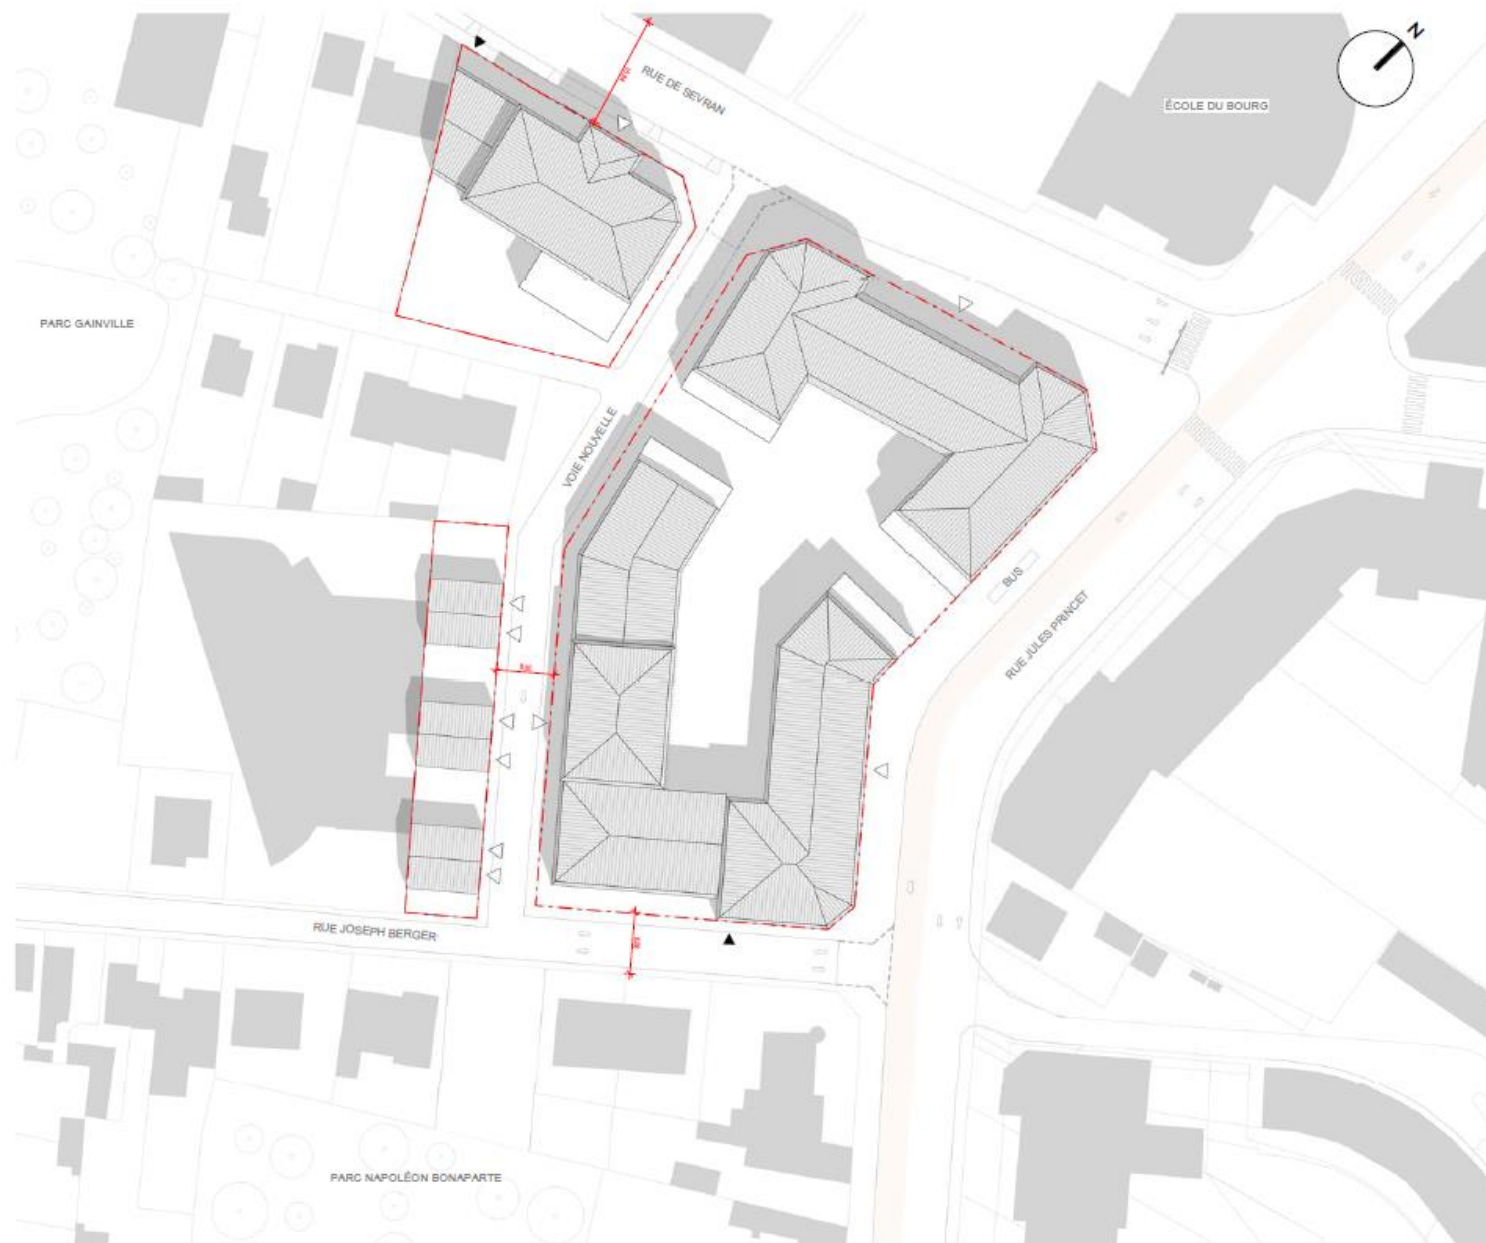 N
RUE DE SEVRAN
ÉCOLE DU BOURG
PARC GAINVILLE
VOIE NOUVELLE
BUS
RUE JULES PRINCET
RUE JOSEPH BERGER
PARC NAPOLÉON BONAPARTE